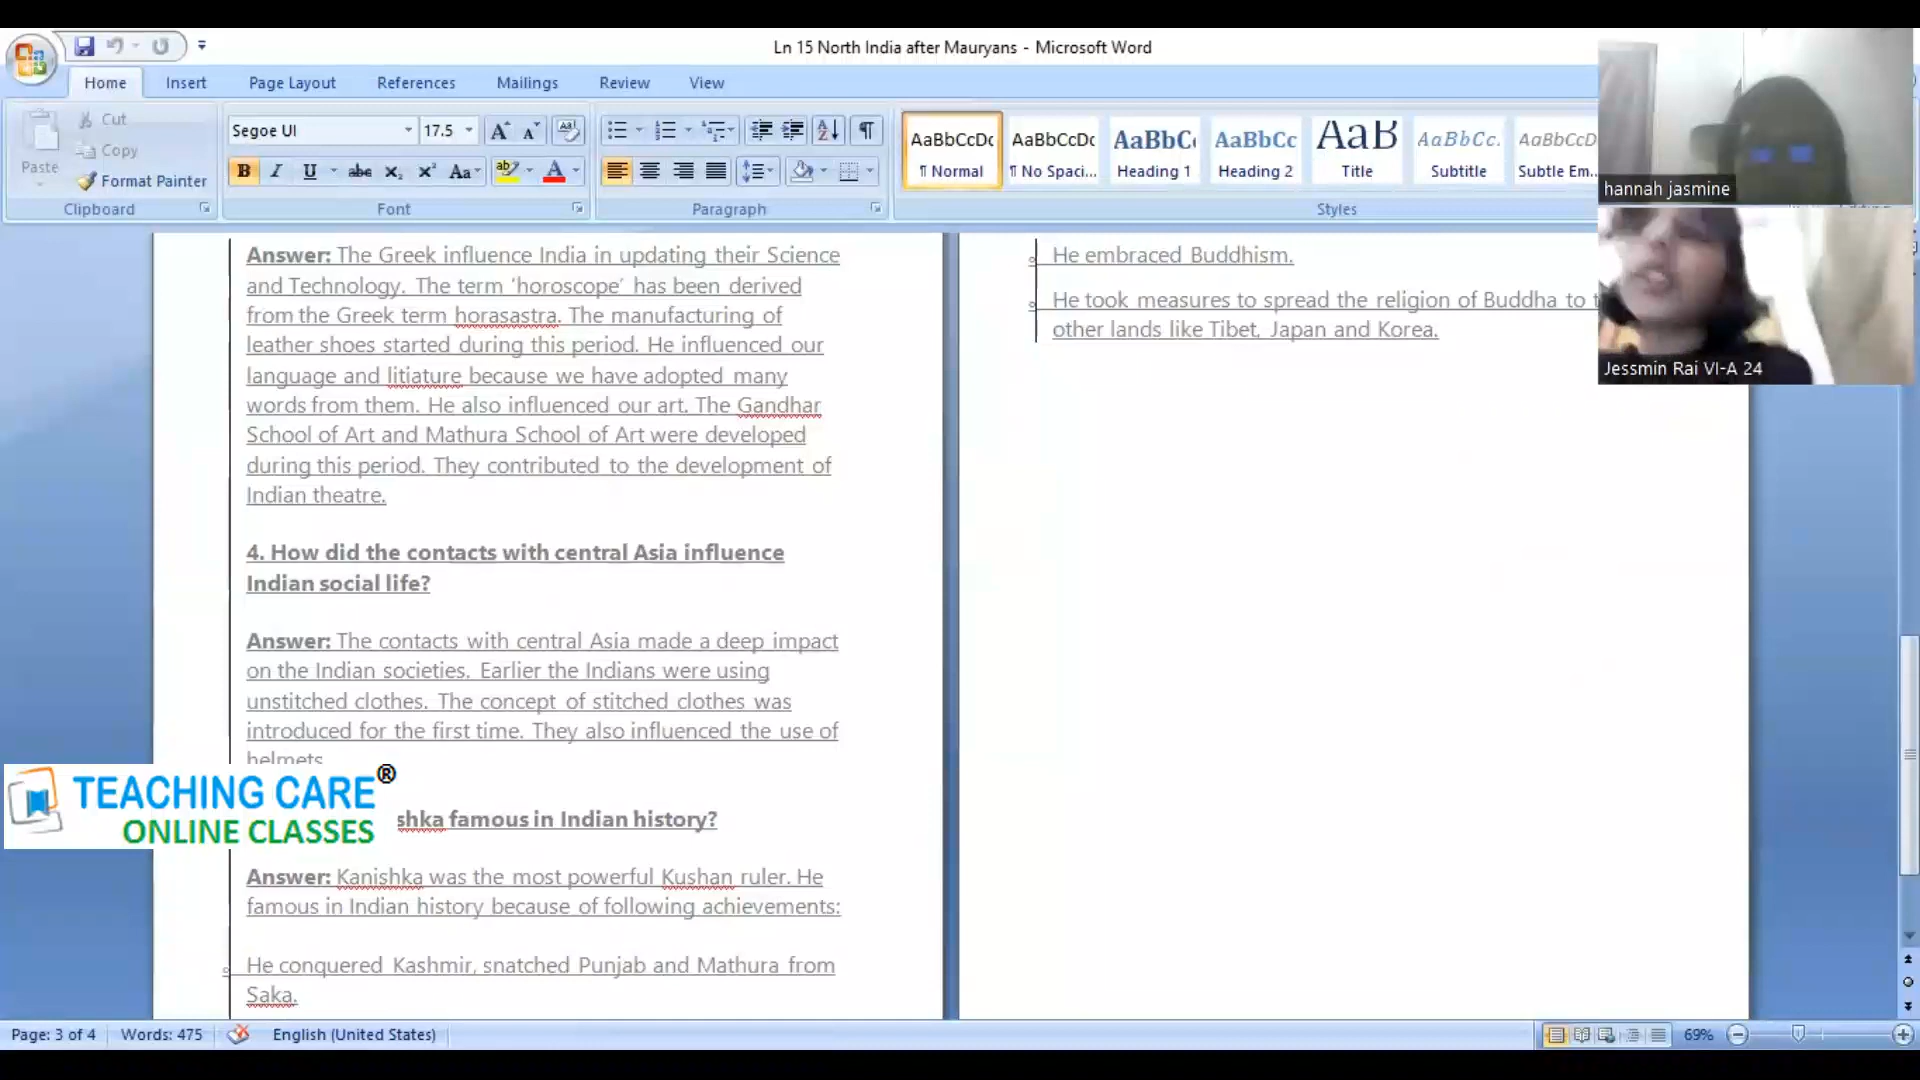 Ln 15 North India after Mauryans - Microsoft Word
Home Insert Page Layout References Mailings Review View
Paste
Cut
Copy
Format Painter
Clipboard
Segoe UI 17.5
Font
Paragraph
AaBbCcDc AaBbCcDc AaBbC AaBbCc AaB AaBbCc. AaBbCcD
¶ Normal ¶ No Spaci... Heading 1 Heading 2 Title Subtitle Subtle Em...
Styles
hannah jasmine
Jessmin Rai VI-A 24
Answer: The Greek influence India in updating their Science
and Technology. The term ‘horoscope’ has been derived
from the Greek term horasastra. The manufacturing of
leather shoes started during this period. He influenced our
language and litiature because we have adopted many
words from them. He also influenced our art. The Gandhar
School of Art and Mathura School of Art were developed
during this period. They contributed to the development of
Indian theatre.
4. How did the contacts with central Asia influence
Indian social life?
Answer: The contacts with central Asia made a deep impact
on the Indian societies. Earlier the Indians were using
unstitched clothes. The concept of stitched clothes was
introduced for the first time. They also influenced the use of
helmets.
TEACHING CARE®
ONLINE CLASSES
shka famous in Indian history?
Answer: Kanishka was the most powerful Kushan ruler. He
famous in Indian history because of following achievements:
He conquered Kashmir, snatched Punjab and Mathura from
Saka.
He embraced Buddhism.
He took measures to spread the religion of Buddha to
other lands like Tibet, Japan and Korea.
Page: 3 of 4 Words: 475 English (United States) 69%